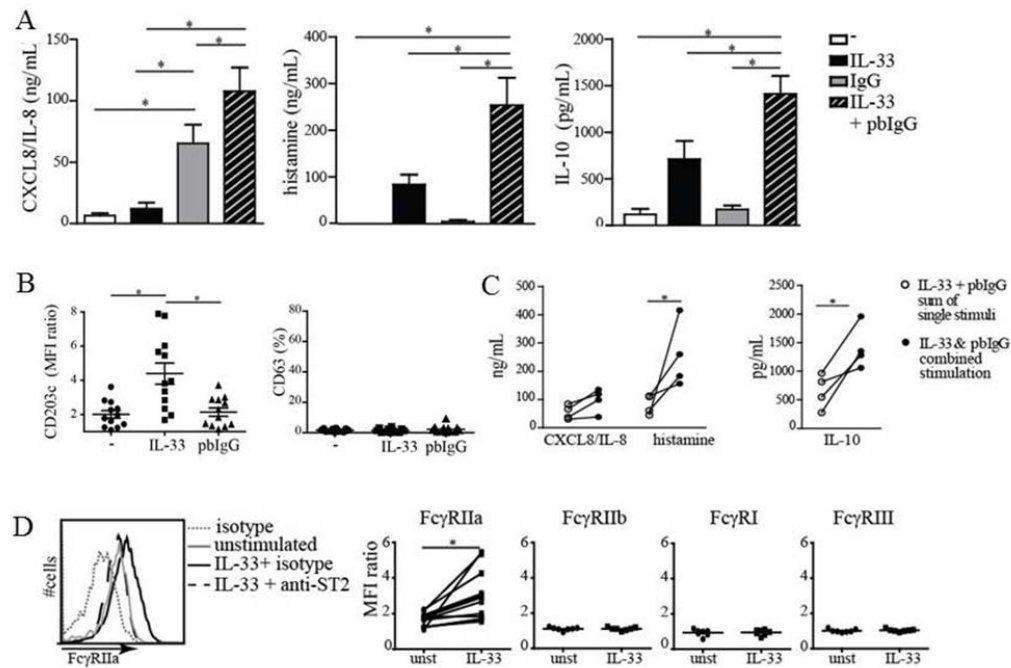 A
CXCL8/IL-8 (ng/mL)
150
100
50
0
*
*
*
*
histamine (ng/mL)
400
300
200
100
0
*
*
*
IL-10 (pg/mL)
2000
1500
1000
500
0
*
*
*
-
IL-33
IgG
IL-33
+ pbIgG
B
CD203c (MFI ratio)
8
6
4
2
*
*
-
IL-33
pbIgG
CD63 (%)
80
60
40
20
0
-
IL-33
pbIgG
C
ng/mL
500
400
300
200
100
0
*
CXCL8/IL-8
histamine
pg/mL
2500
2000
1500
1000
500
0
*
IL-10
IL-33 + pbIgG
sum of
single stimuli
IL-33 & pbIgG
combined
stimulation
D
#cells
FcγRIIa
isotype
unstimulated
IL-33+ isotype
IL-33 + anti-ST2
FcγRIIa
MFI ratio
6
4
2
0
*
unst
IL-33
FcγRIIb
6
4
2
0
unst
IL-33
FcγRI
6
4
2
0
unst
IL-33
FcγRIII
6
4
2
0
unst
IL-33